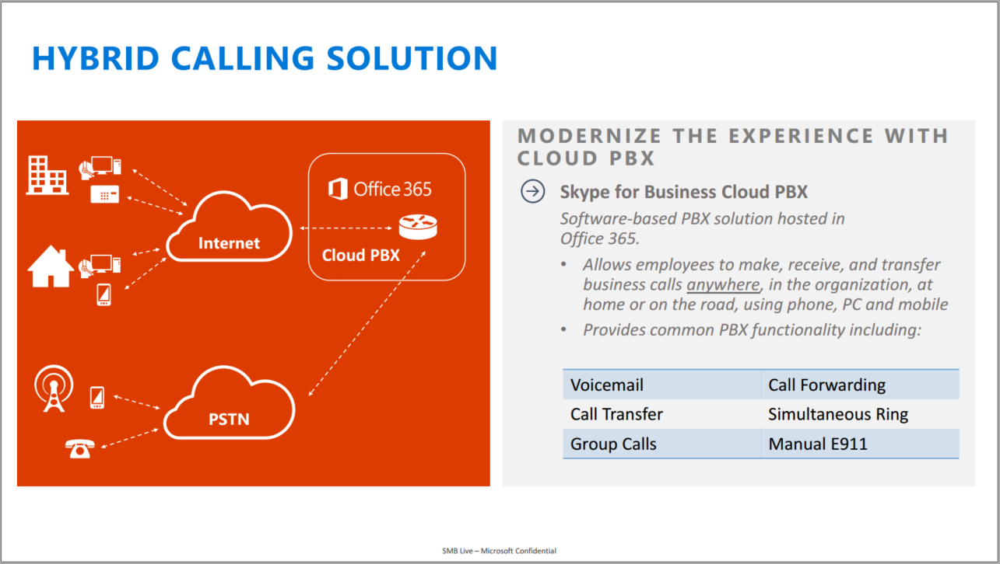 HYBRID CALLING SOLUTION
Office 365
Internet
Cloud PBX
PSTN
MODERNIZE THE EXPERIENCE WITH
CLOUD PBX
Skype for Business Cloud PBX
Software-based PBX solution hosted in
Office 365.
• Allows employees to make, receive, and transfer
business calls anywhere, in the organization, at
home or on the road, using phone, PC and mobile
• Provides common PBX functionality including:
Voicemail Call Forwarding
Call Transfer Simultaneous Ring
Group Calls Manual E911
SMB Live – Microsoft Confidential